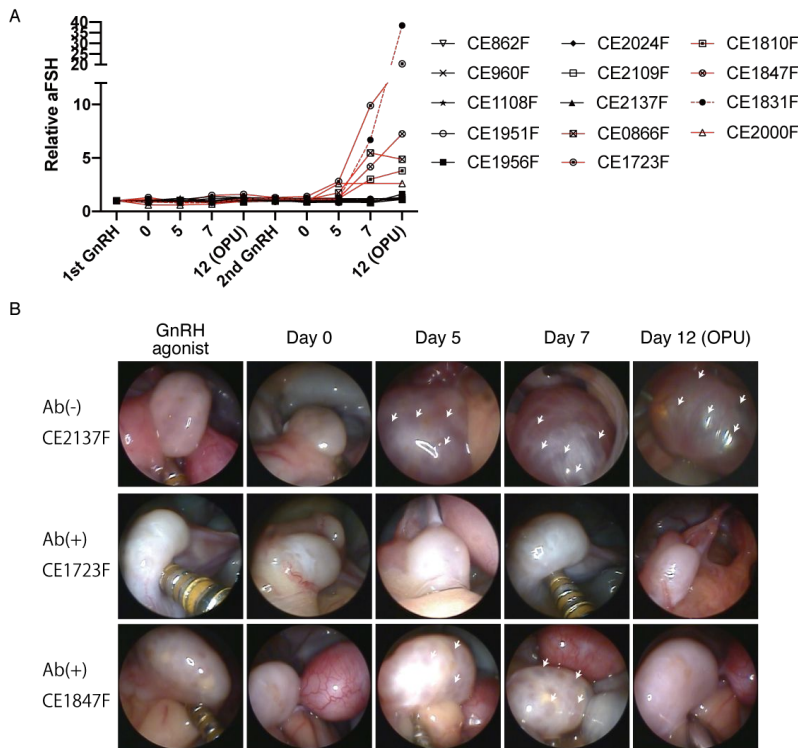 A
Relative aFSH
40
35
30
25
20
10
5
0
1st GnRH
0
5
7
12 (OPU)
2nd GnRH
0
5
7
12 (OPU)
CE862F
CE960F
CE1108F
CE1951F
CE1956F
CE2024F
CE2109F
CE2137F
CE0866F
CE1723F
CE1810F
CE1847F
CE1831F
CE2000F
B
GnRH
agonist
Day 0
Day 5
Day 7
Day 12 (OPU)
Ab(-)
CE2137F
Ab(+)
CE1723F
Ab(+)
CE1847F